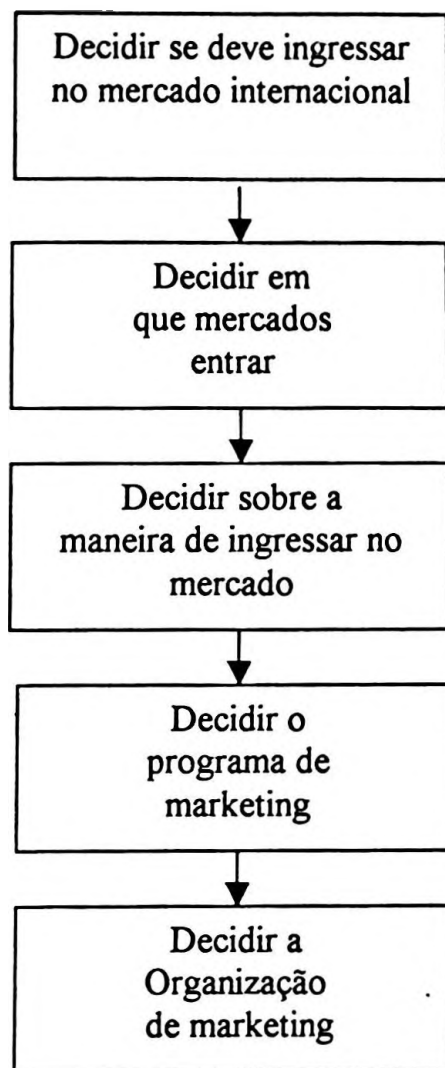 Decidir se deve ingressar
no mercado internacional
Decidir em
que mercados
entrar
Decidir sobre a
maneira de ingressar no
mercado
Decidir o
programa de
marketing
Decidir a
Organização
de marketing